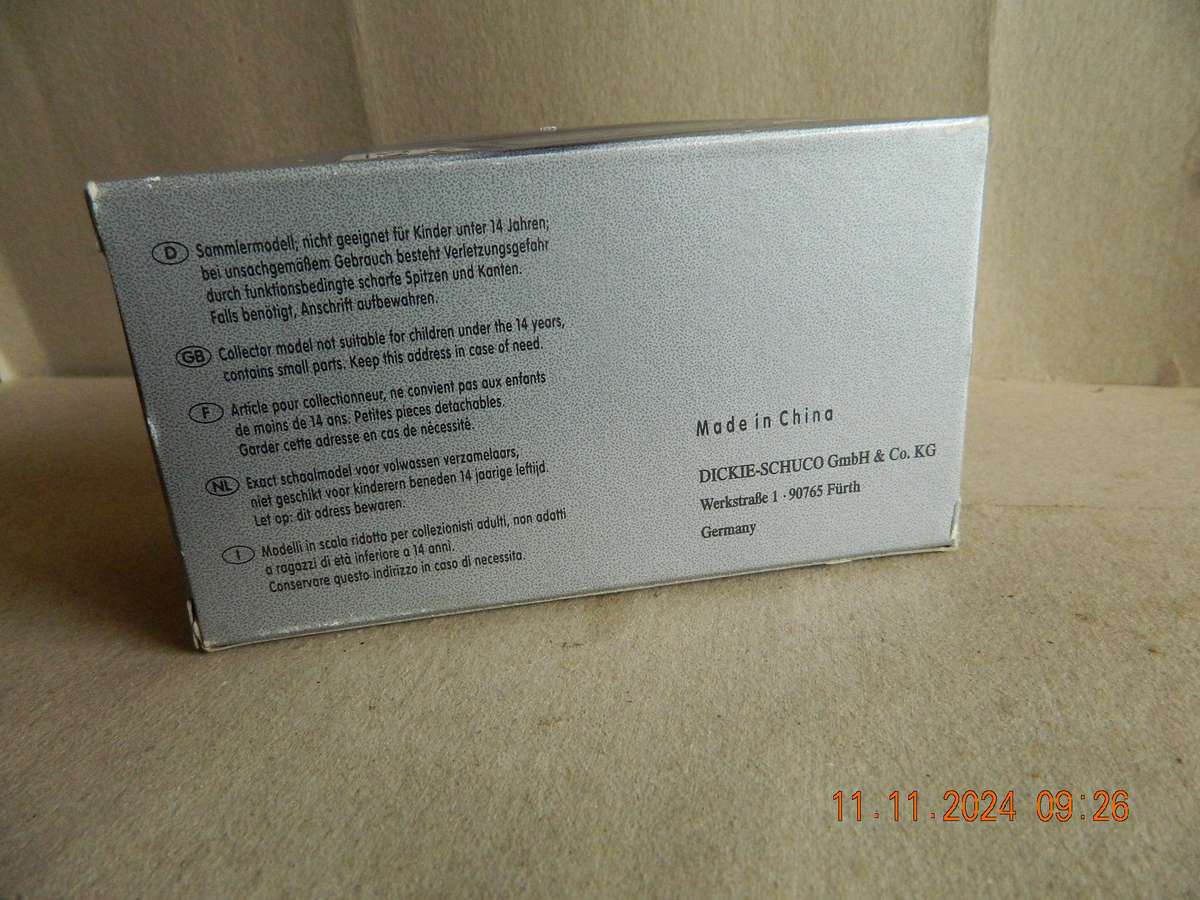 D Sammlermodell; nicht geeignet für Kinder unter 14 Jahren;
bei unsachgemäßem Gebrauch besteht Verletzungsgefahr
durch funktionsbedingte scharfe Spitzen und Kanten.
Falls benötigt, Anschrift aufbewahren.
GB Collector model not suitable for children under the 14 years,
contains small parts. Keep this address in case of need.
F Article pour collectionneur, ne convient pas aux enfants
de moins de 14 ans. Petites pièces detachables.
Garder cette adresse en cas de nècessité.
NL Exact schaalmodel voor volwassen verzamelaars,
niet geschikt voor kinderern beneden 14 jaarige leftijd.
Let op: dit adress bewaren.
I Modelli in scala ridotta per collezionisti adulti, non adatti
a ragazzi di età inferiore a 14 anni.
Conservare questo indirizzo in caso di necessita.
Made in China
DICKIE-SCHUCO GmbH & Co. KG
Werkstraße 1 · 90765 Fürth
Germany
11.11.2024 09:26